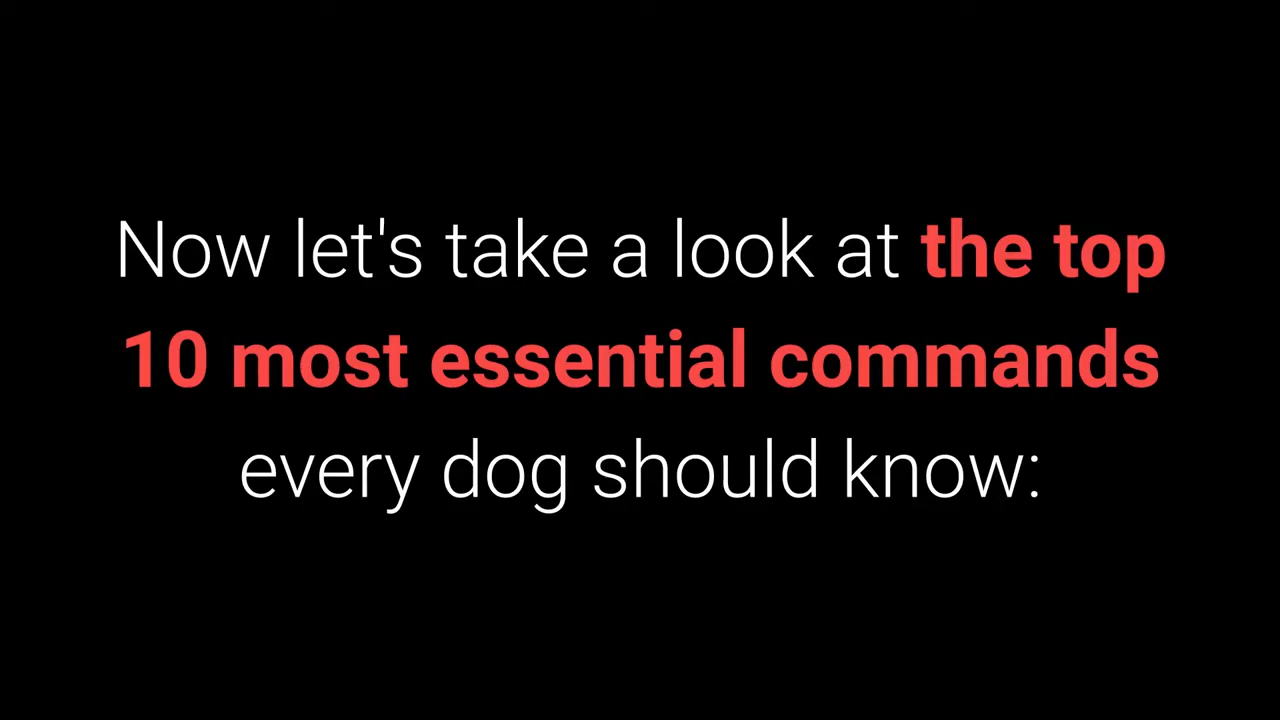 Now let's take a look at the top
10 most essential commands
every dog should know: